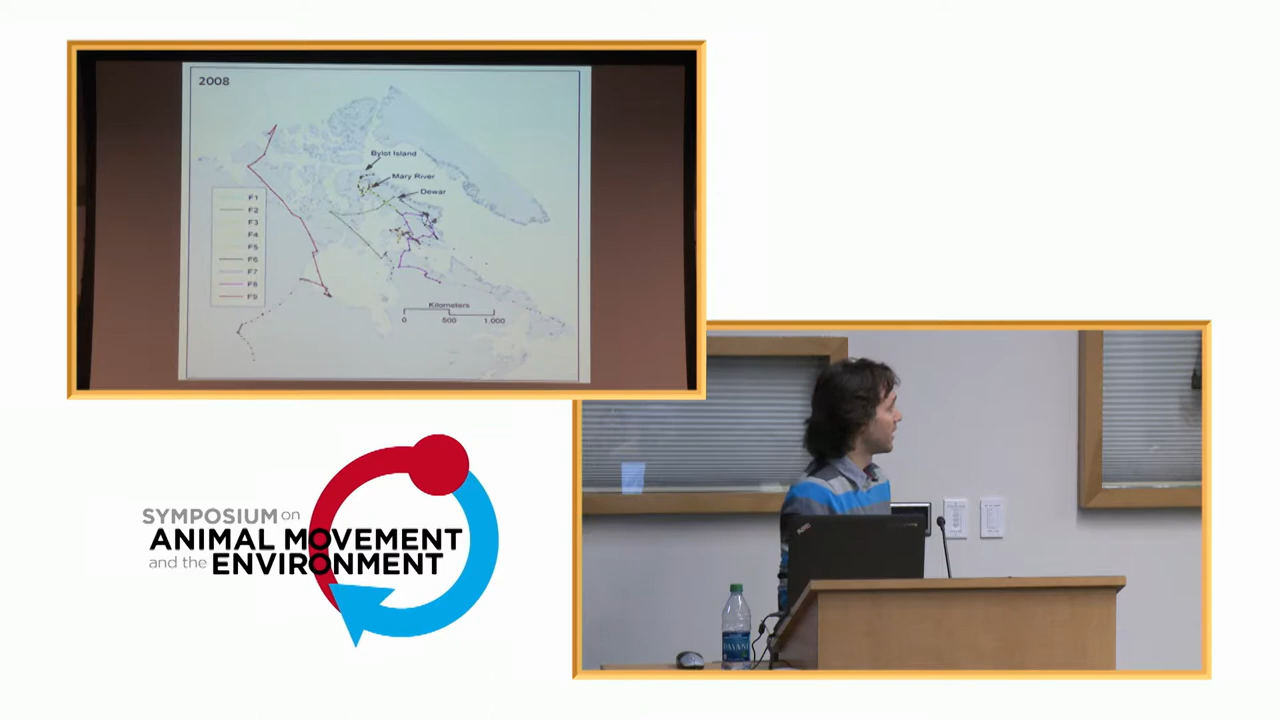 2008
Bylot Island
Mary River
Dewar
F1
F2
F3
F4
F5
F6
F7
F8
F9
Kilometers
0 500 1.000
SYMPOSIUM on
ANIMAL MOVEMENT
and the ENVIRONMENT
DASANI